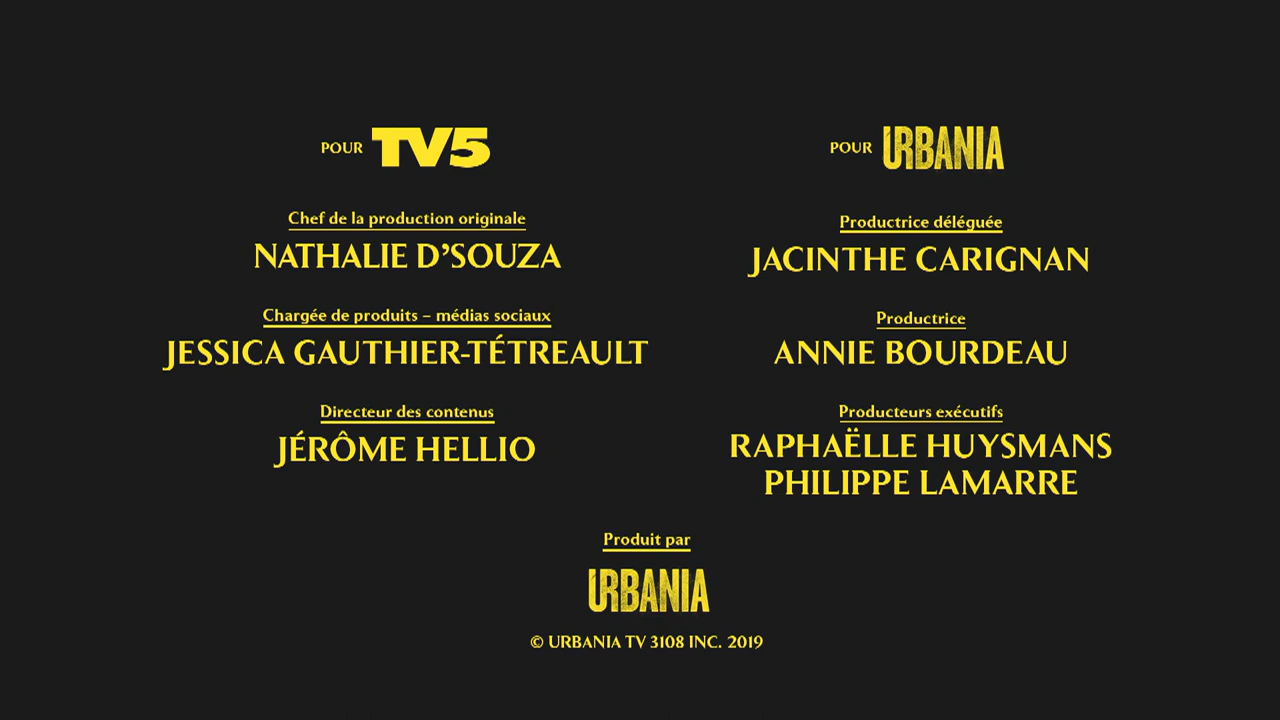 POUR TV5
Chef de la production originale
NATHALIE D’SOUZA
Chargée de produits – médias sociaux
JESSICA GAUTHIER-TÉTREAULT
Directeur des contenus
JÉRÔME HELLIO
POUR URBANIA
Productrice déléguée
JACINTHE CARIGNAN
Productrice
ANNIE BOURDEAU
Producteurs exécutifs
RAPHAËLLE HUYSMANS
PHILIPPE LAMARRE
Produit par
URBANIA
© URBANIA TV 3108 INC. 2019